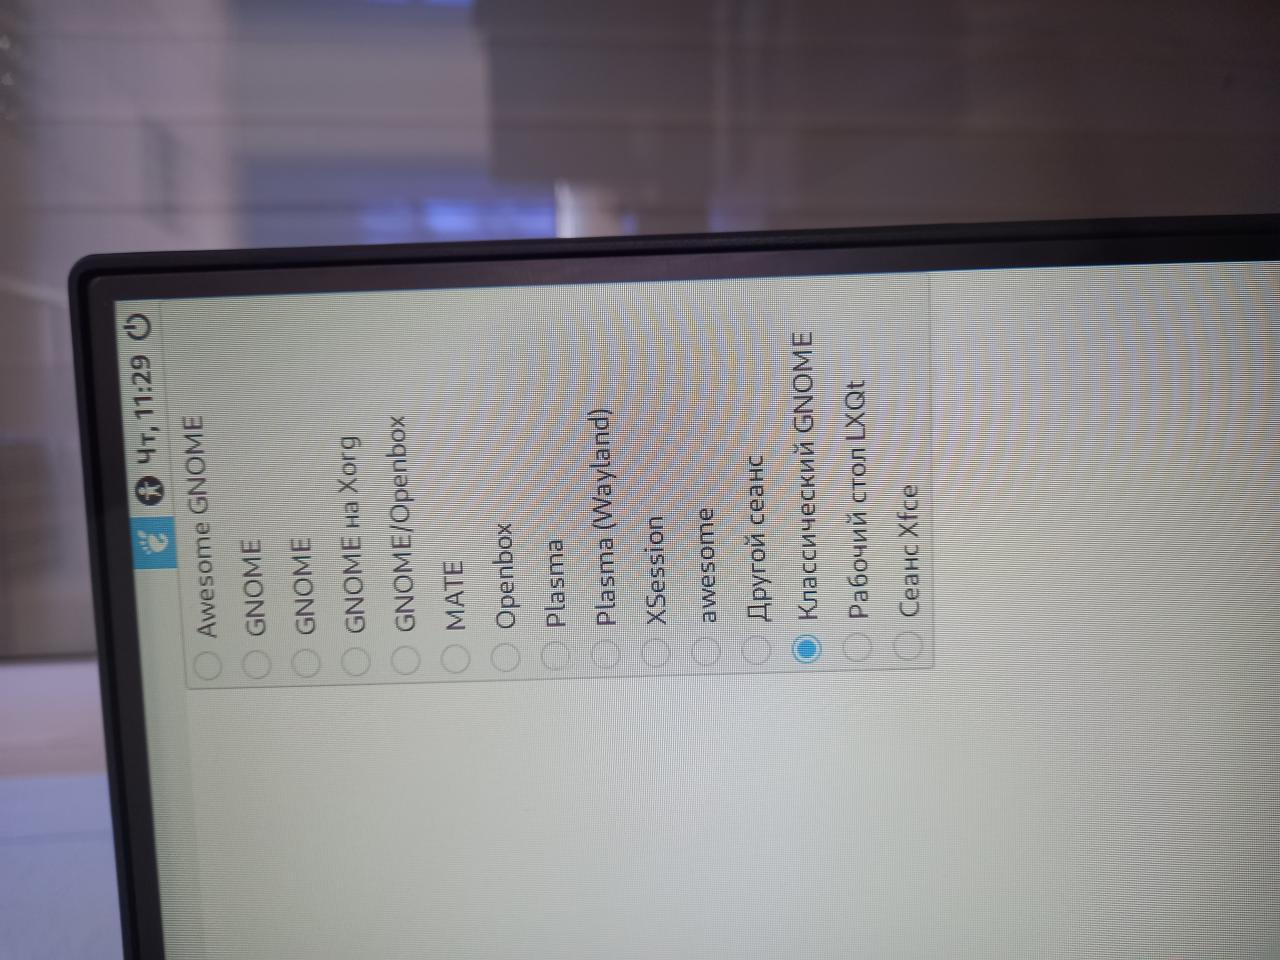 Чт, 11:29
Awesome GNOME
GNOME
GNOME
GNOME на Xorg
GNOME/Openbox
MATE
Openbox
Plasma
Plasma (Wayland)
XSession
awesome
Другой сеанс
Классический GNOME
Рабочий стол LXQt
Сеанс Xfce